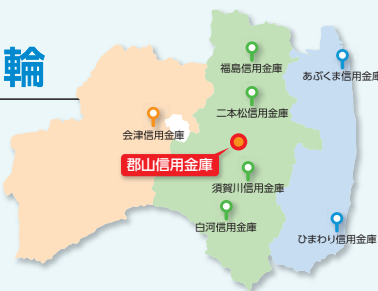 輪
福島信用金庫
あぶくま信用金庫
二本松信用金庫
会津信用金庫
郡山信用金庫
須賀川信用金庫
白河信用金庫
ひまわり信用金庫